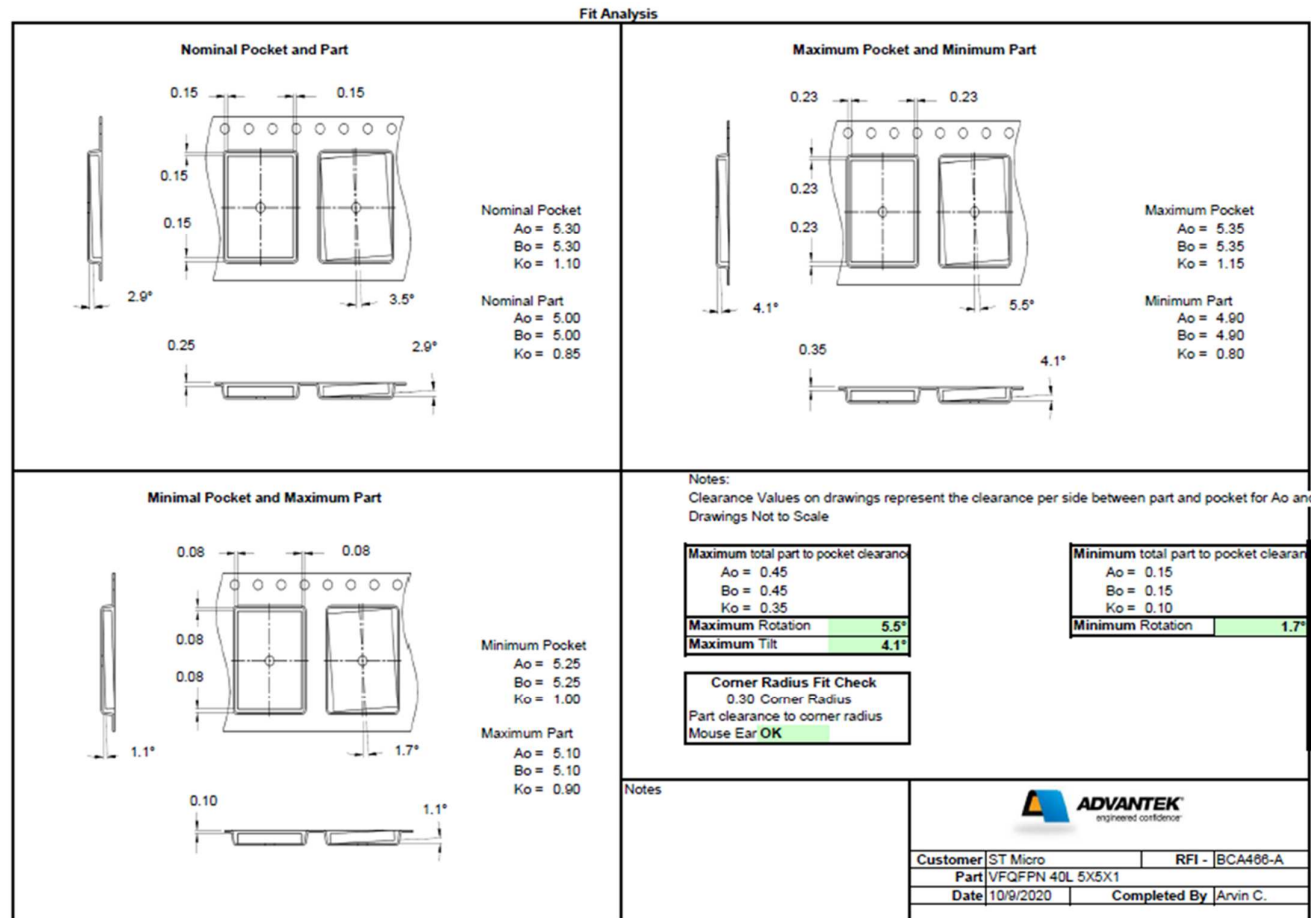 Fit Analysis
Nominal Pocket and Part
0.15 0.15
0.15
0.15
2.9° 3.5°
0.25 2.9°
Nominal Pocket
Ao = 5.30
Bo = 5.30
Ko = 1.10
Nominal Part
Ao = 5.00
Bo = 5.00
Ko = 0.85
Maximum Pocket and Minimum Part
0.23 0.23
0.23
0.23
4.1° 5.5°
0.35 4.1°
Maximum Pocket
Ao = 5.35
Bo = 5.35
Ko = 1.15
Minimum Part
Ao = 4.90
Bo = 4.90
Ko = 0.80
Minimal Pocket and Maximum Part
0.08 0.08
0.08
0.08
1.1° 1.7°
0.10 1.1°
Minimum Pocket
Ao = 5.25
Bo = 5.25
Ko = 1.00
Maximum Part
Ao = 5.10
Bo = 5.10
Ko = 0.90
Notes:
Clearance Values on drawings represent the clearance per side between part and pocket for Ao and
Drawings Not to Scale
Maximum total part to pocket clearance
Ao = 0.45
Bo = 0.45
Ko = 0.35
Maximum Rotation 5.5°
Maximum Tilt 4.1°
Minimum total part to pocket clearan
Ao = 0.15
Bo = 0.15
Ko = 0.10
Minimum Rotation 1.7°
Corner Radius Fit Check
0.30 Corner Radius
Part clearance to corner radius
Mouse Ear OK
Notes
ADVANTEK
engineered confidence
Customer ST Micro RFI - BCA466-A
Part VFQFPN 40L 5X5X1
Date 10/9/2020 Completed By Arvin C.